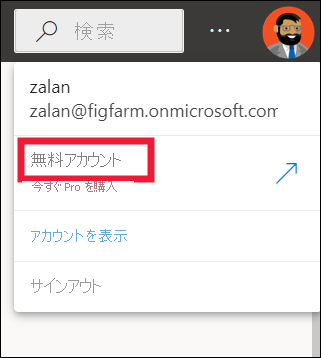 検索
zalan
zalan@figfarm.onmicrosoft.com
無料アカウント
今すぐ Pro を購入
アカウントを表示
サインアウト